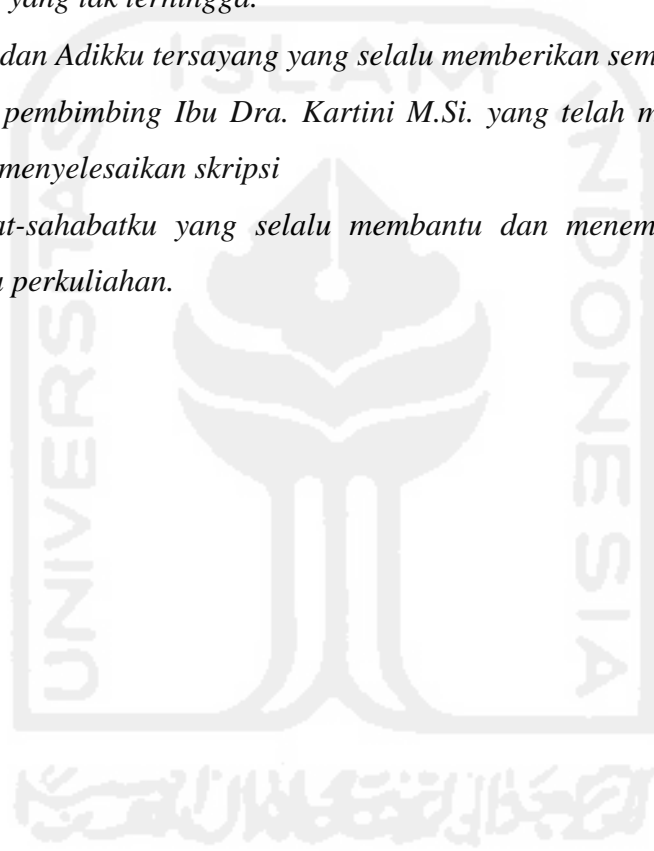 yang tak terhingga.
dan Adikku tersayang yang selalu memberikan sem
pembimbing Ibu Dra. Kartini M.Si. yang telah m
menyelesaikan skripsi
at-sahabatku yang selalu membantu dan menem
perkuliahan.
ISLAM
UNIVERSITAS
INDONESIA